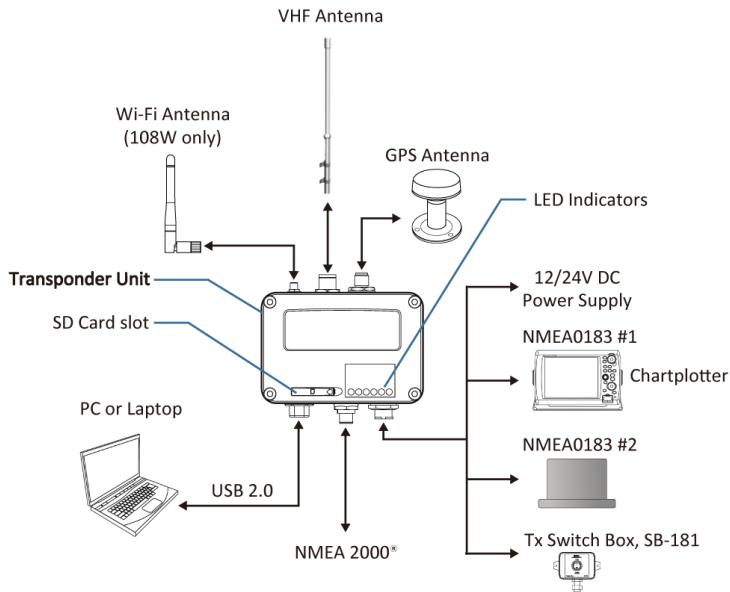 VHF Antenna
Wi-Fi Antenna
(108W only)
GPS Antenna
LED Indicators
Transponder Unit
12/24V DC
Power Supply
SD Card slot
NMEA0183 #1
Chartplotter
PC or Laptop
NMEA0183 #2
USB 2.0
Tx Switch Box, SB-181
NMEA 2000®